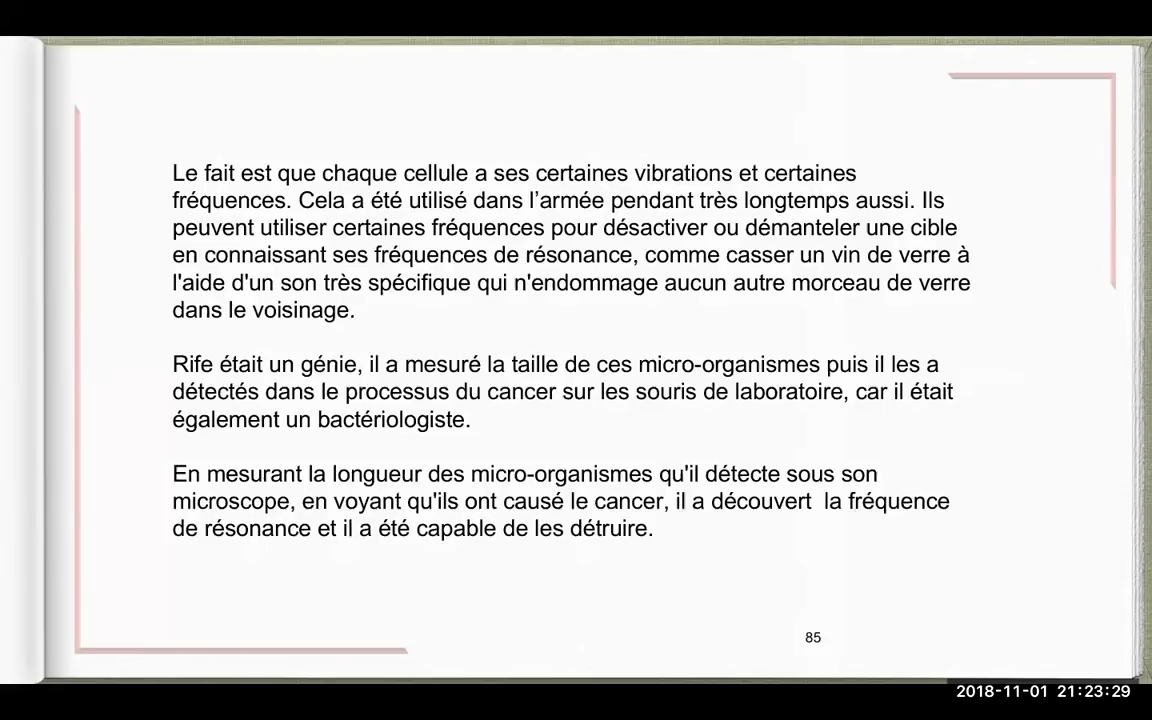 Le fait est que chaque cellule a ses certaines vibrations et certaines
fréquences. Cela a été utilisé dans l’armée pendant très longtemps aussi. Ils
peuvent utiliser certaines fréquences pour désactiver ou démanteler une cible
en connaissant ses fréquences de résonance, comme casser un vin de verre à
l'aide d'un son très spécifique qui n'endommage aucun autre morceau de verre
dans le voisinage.
Rife était un génie, il a mesuré la taille de ces micro-organismes puis il les a
détectés dans le processus du cancer sur les souris de laboratoire, car il était
également un bactériologiste.
En mesurant la longueur des micro-organismes qu'il détecte sous son
microscope, en voyant qu'ils ont causé le cancer, il a découvert  la fréquence
de résonance et il a été capable de les détruire.
85
2018-11-01 21:23:29